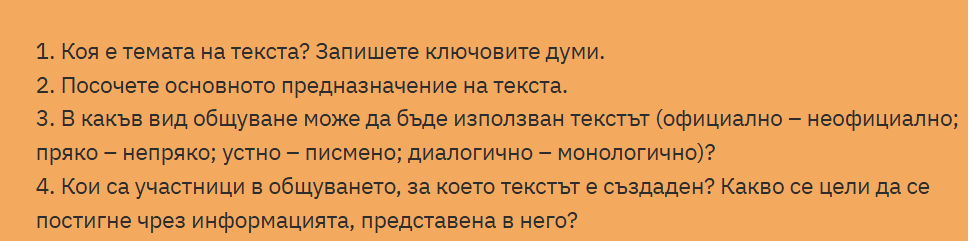 1. Коя е темата на текста? Запишете ключовите думи.
2. Посочете основното предназначение на текста.
3. В какъв вид общуване може да бъде използван текстът (официално – неофициално;
пряко – непряко; устно – писмено; диалогично – монологично)?
4. Кои са участници в общуването, за което текстът е създаден? Какво се цели да се
постигне чрез информацията, представена в него?